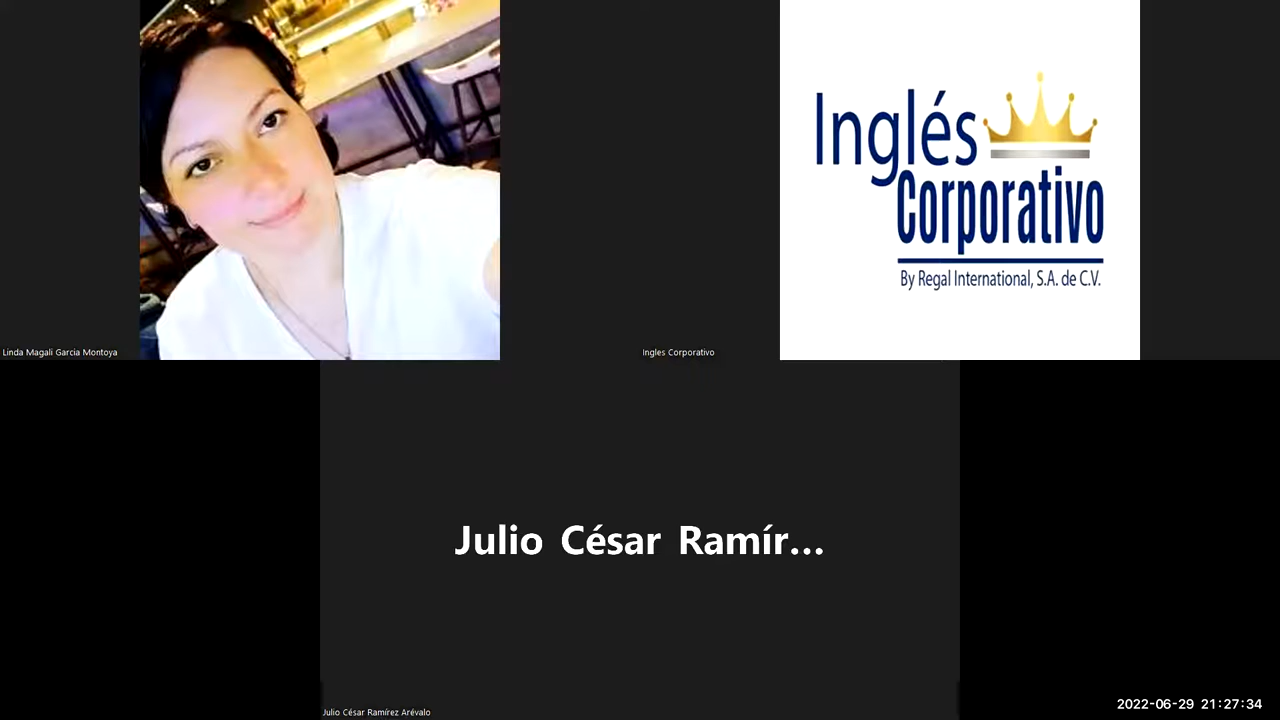 Inglés
Corporativo
By Regal International, S.A. de C.V.
Linda Magali Garcia Montoya
Ingles Corporativo
Julio César Ramír...
Julio César Ramírez Arévalo
2022-06-29 21:27:34